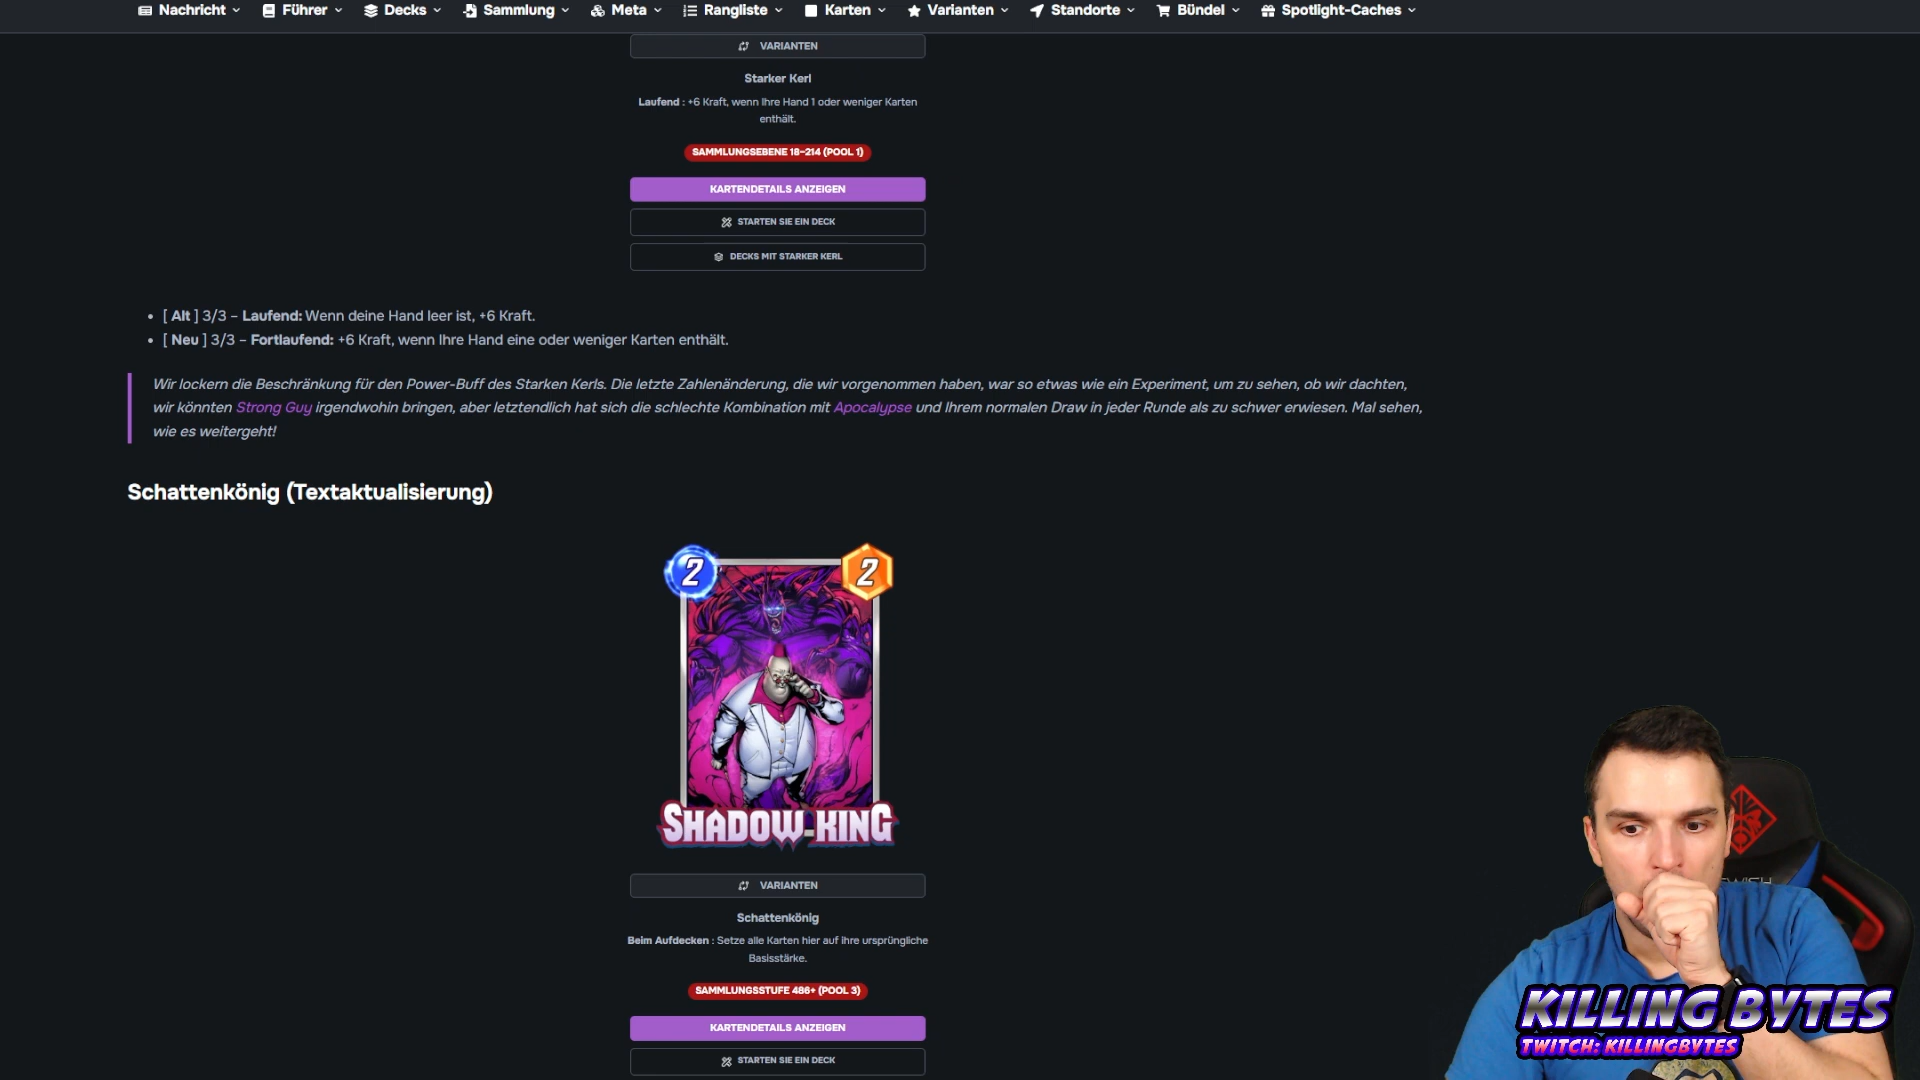 Nachricht Führer Decks Sammlung Meta Rangliste Karten Varianten Standorte Bündel Spotlight-Caches
VARIANTEN
Starker Kerl
Laufend : +6 Kraft, wenn Ihre Hand 1 oder weniger Karten
enthält.
SAMMLUNGSEBENE 18-214 (POOL 1)
KARTENDETAILS ANZEIGEN
STARTEN SIE EIN DECK
DECKS MIT STARKER KERL
• [ Alt ] 3/3 – Laufend: Wenn deine Hand leer ist, +6 Kraft.
• [ Neu ] 3/3 – Fortlaufend: +6 Kraft, wenn Ihre Hand eine oder weniger Karten enthält.
Wir lockern die Beschränkung für den Power-Buff des Starken Kerls. Die letzte Zahlenänderung, die wir vorgenommen haben, war so etwas wie ein Experiment, um zu sehen, ob wir dachten,
wir könnten Strong Guy irgendwohin bringen, aber letztendlich hat sich die schlechte Kombination mit Apocalypse und Ihrem normalen Draw in jeder Runde als zu schwer erwiesen. Mal sehen,
wie es weitergeht!
Schattenkönig (Textaktualisierung)
2 2
SHADOW KING
VARIANTEN
Schattenkönig
Beim Aufdecken : Setze alle Karten hier auf ihre ursprüngliche
Basisstärke.
SAMMLUNGSSTUFE 486+ (POOL 3)
KARTENDETAILS ANZEIGEN
STARTEN SIE EIN DECK
KILLING BYTES
TWITCH: KILLINGBYTES